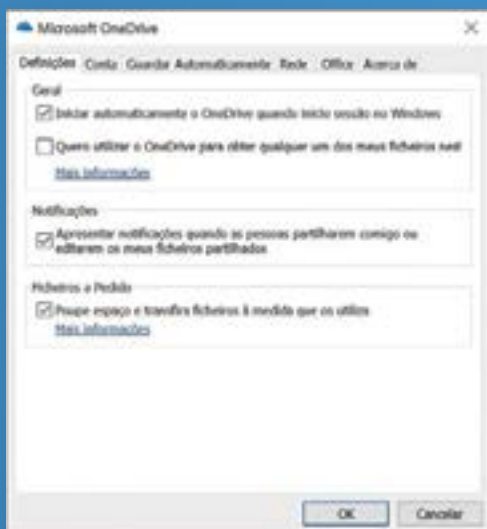 Microsoft OneDrive
Definições Conta Guardar Automaticamente Rede Office Acerca de
Geral
Iniciar automaticamente o OneDrive quando inicio sessão no Windows
Quero utilizar o OneDrive para obter qualquer um dos meus ficheiros nest
Mais informações
Notificações
Apresentar notificações quando as pessoas partilharem comigo ou
editarem os meus ficheiros partilhados
Ficheiros a Pedido
Poupe espaço e transfira ficheiros à medida que os utiliza
Mais informações
OK Cancelar